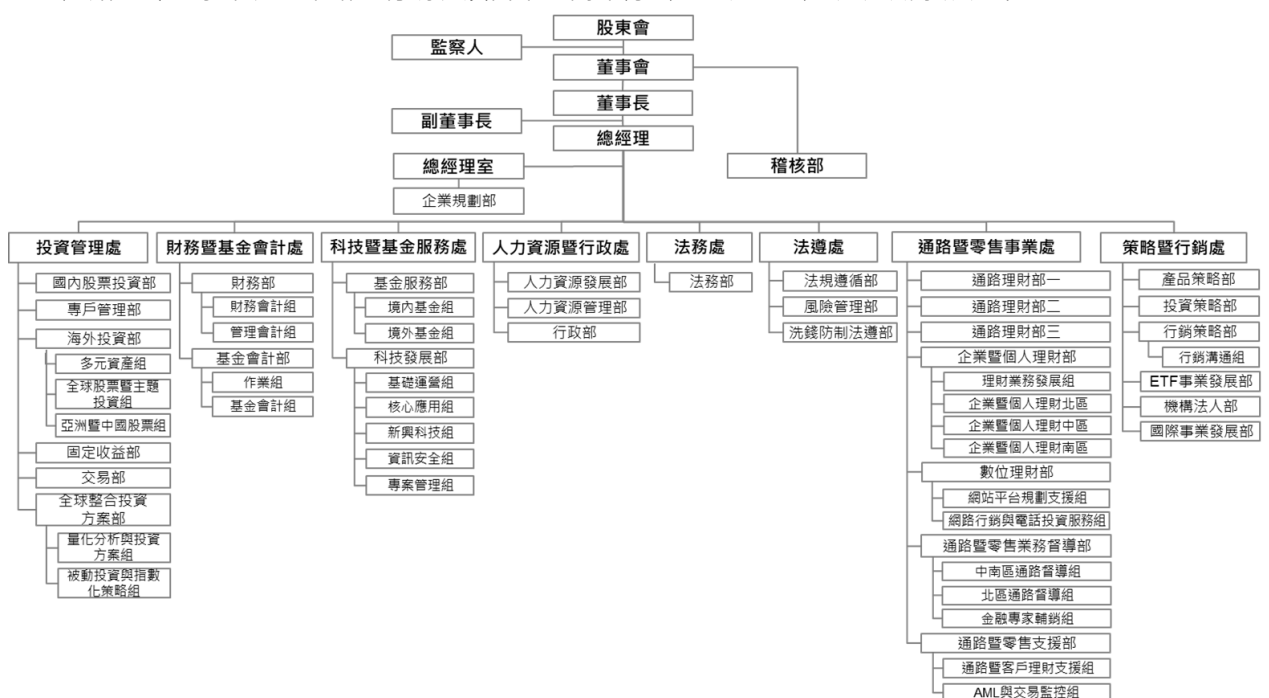 股東會
監察人
董事會
董事長
副董事長
總經理
總經理室
稽核部
企業規劃部
投資管理處
國內股票投資部
專戶管理部
海外投資部
多元資產組
全球股票暨主題
投資組
亞洲暨中國股票組
固定收益部
交易部
全球整合投資
方案部
量化分析與投資
方案組
被動投資與指數
化策略組
財務暨基金會計處
財務部
財務會計組
管理會計組
基金會計部
作業組
基金會計組
科技暨基金服務處
基金服務部
境內基金組
境外基金組
科技發展部
基礎運營組
核心應用組
新興科技組
資訊安全組
專案管理組
人力資源暨行政處
人力資源發展部
人力資源管理部
行政部
法務處
法務部
法遵處
法規遵循部
風險管理部
洗錢防制法遵部
通路暨零售事業處
通路理財部一
通路理財部二
通路理財部三
企業暨個人理財部
理財業務發展組
企業暨個人理財北區
企業暨個人理財中區
企業暨個人理財南區
數位理財部
網站平台規劃支援組
網路行銷與電話投資服務組
通路暨零售業務督導部
中南區通路督導組
北區通路督導組
金融專家輔銷組
通路暨零售支援部
通路暨客戶理財支援組
AML與交易監控組
策略暨行銷處
產品策略部
投資策略部
行銷策略部
行銷溝通組
ETF事業發展部
機構法人部
國際事業發展部